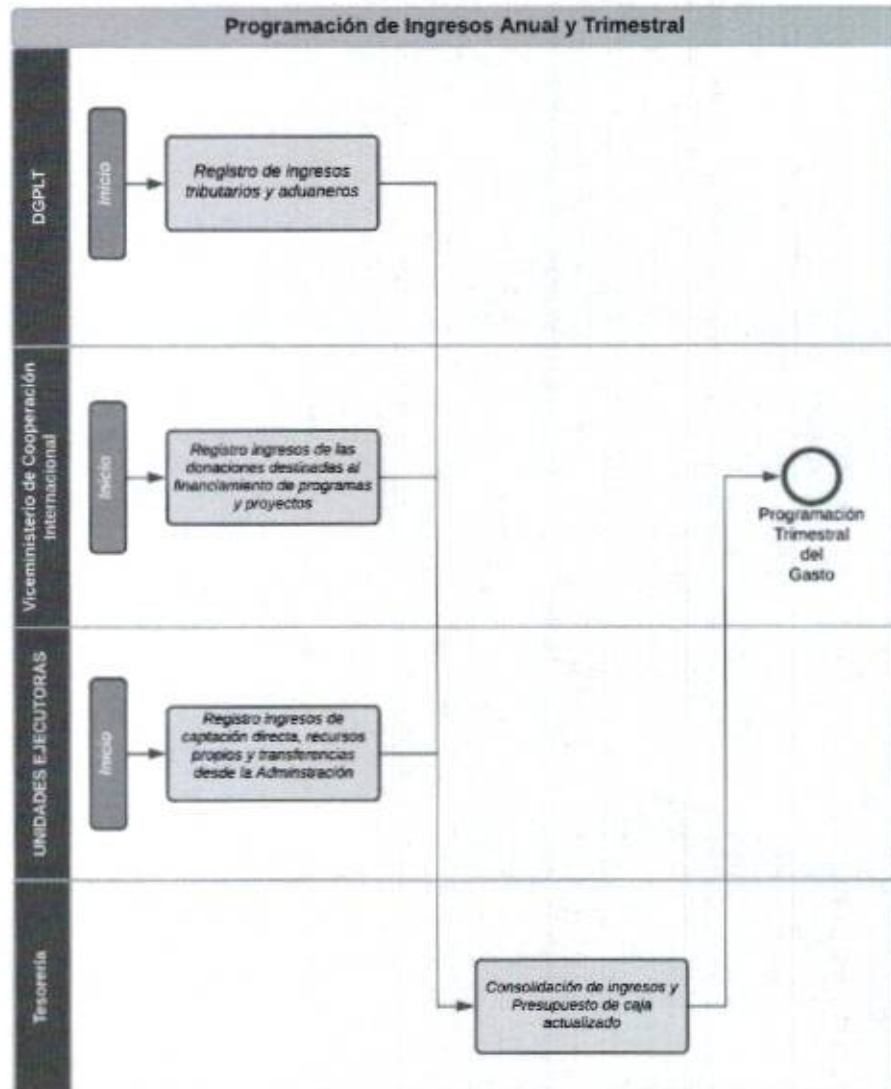 Programación de Ingresos Anual y Trimestral
DGPLT
Inicio
Registro de ingresos
tributarios y aduaneros
Viceministerio de Cooperación
Internacional
Inicio
Registro ingresos de las
donaciones destinadas al
financiamiento de programas
y proyectos
Programación
Trimestral
del
Gasto
UNIDADES EJECUTORAS
Inicio
Registro ingresos de
captación directa, recursos
propios y transferencias
desde la Adminstración
Tesorería
Consolidación de ingresos y
Presupuesto de caja
actualizado